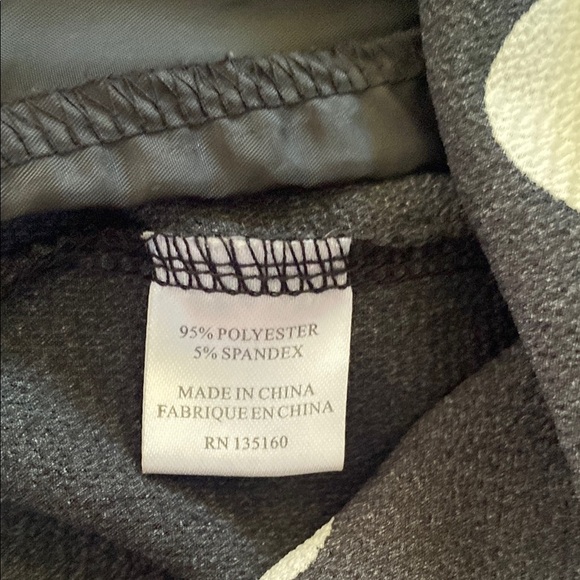 95% POLYESTER
5% SPANDEX
MADE IN CHINA
FABRIQUE EN CHINA
RN 135160